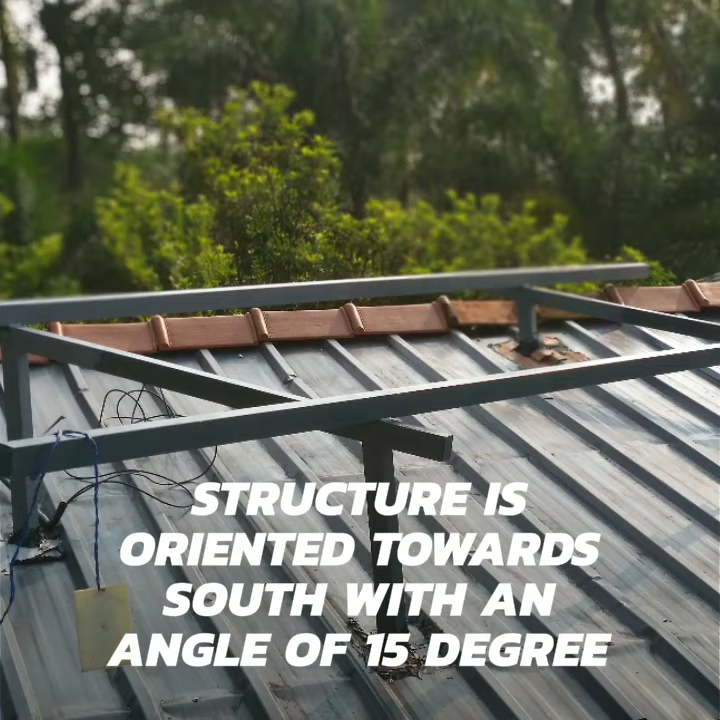 STRUCTURE IS
ORIENTED TOWARDS
SOUTH WITH AN
ANGLE OF 15 DEGREE